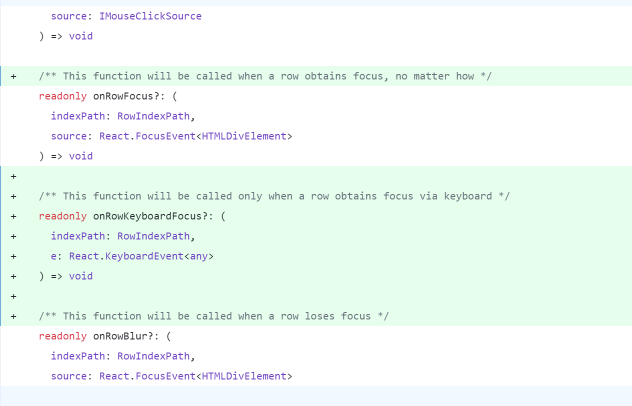 source: IMouseClickSource
) => void
+ /** This function will be called when a row obtains focus, no matter how */
readonly onRowFocus?: (
indexPath: RowIndexPath,
source: React.FocusEvent<HTMLDivElement>
) => void
+
+ /** This function will be called only when a row obtains focus via keyboard */
+ readonly onRowKeyboardFocus?: (
+ indexPath: RowIndexPath,
+ e: React.KeyboardEvent<any>
+ ) => void
+
+ /** This function will be called when a row loses focus */
readonly onRowBlur?: (
indexPath: RowIndexPath,
source: React.FocusEvent<HTMLDivElement>